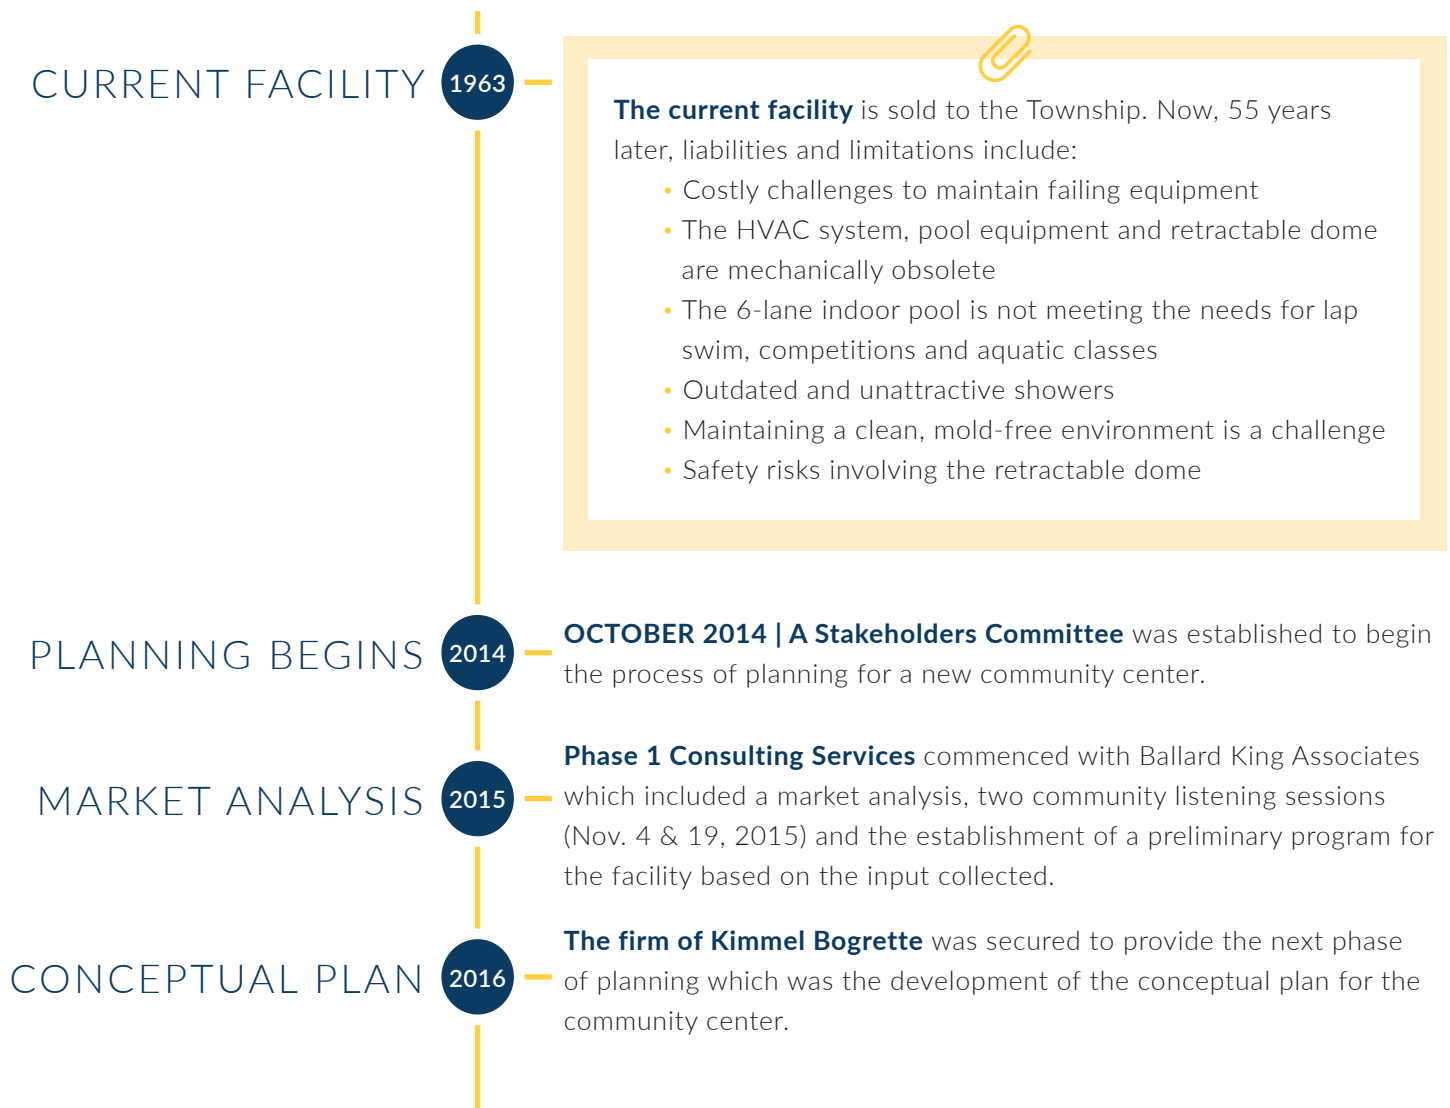 CURRENT FACILITY
1963
The current facility is sold to the Township. Now, 55 years
later, liabilities and limitations include:
• Costly challenges to maintain failing equipment
• The HVAC system, pool equipment and retractable dome
are mechanically obsolete
• The 6-lane indoor pool is not meeting the needs for lap
swim, competitions and aquatic classes
• Outdated and unattractive showers
• Maintaining a clean, mold-free environment is a challenge
• Safety risks involving the retractable dome
PLANNING BEGINS
2014
OCTOBER 2014 | A Stakeholders Committee was established to begin
the process of planning for a new community center.
MARKET ANALYSIS
2015
Phase 1 Consulting Services commenced with Ballard King Associates
which included a market analysis, two community listening sessions
(Nov. 4 & 19, 2015) and the establishment of a preliminary program for
the facility based on the input collected.
CONCEPTUAL PLAN
2016
The firm of Kimmel Bogrette was secured to provide the next phase
of planning which was the development of the conceptual plan for the
community center.